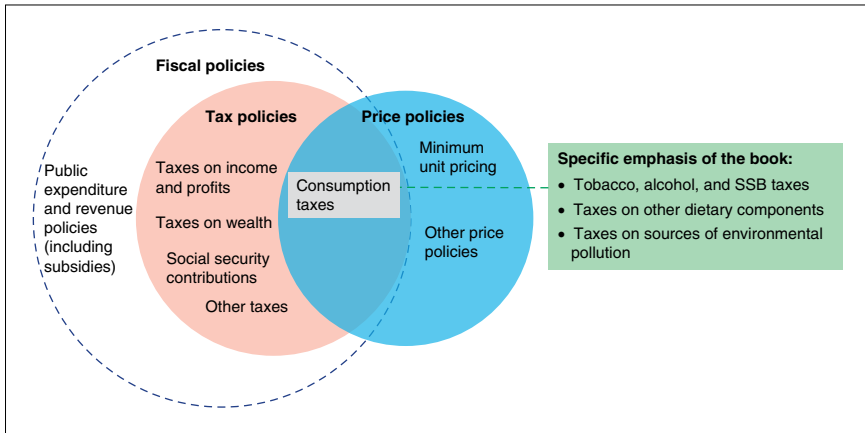 Fiscal policies
Tax policies
Price policies
Public
expenditure
and revenue
policies
(including
subsidies)
Taxes on income
and profits
Taxes on wealth
Social security
contributions
Other taxes
Consumption
taxes
Minimum
unit pricing
Other price
policies
Specific emphasis of the book:
• Tobacco, alcohol, and SSB taxes
• Taxes on other dietary components
• Taxes on sources of environmental
pollution